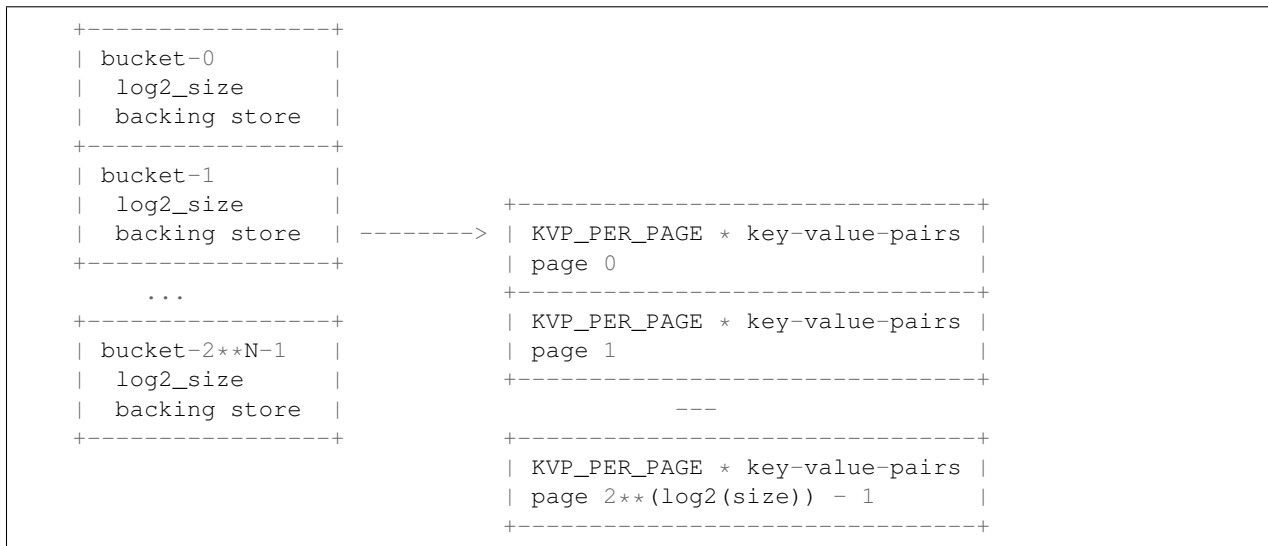 +-----------------+
| bucket-0        |
|  log2_size      |
|  backing store  |
+-----------------+
| bucket-1        |
|  log2_size      |           +--------------------------------+
|  backing store  | --------> | KVP_PER_PAGE * key-value-pairs |
+-----------------+           | page 0                         |
     ...                      +--------------------------------+
+-----------------+           | KVP_PER_PAGE * key-value-pairs |
| bucket-2**N-1   |           | page 1                         |
|  log2_size      |           +--------------------------------+
|  backing store  |                      ---
+-----------------+           +--------------------------------+
                              | KVP_PER_PAGE * key-value-pairs |
                              | page 2**(log2(size)) - 1       |
                              +--------------------------------+